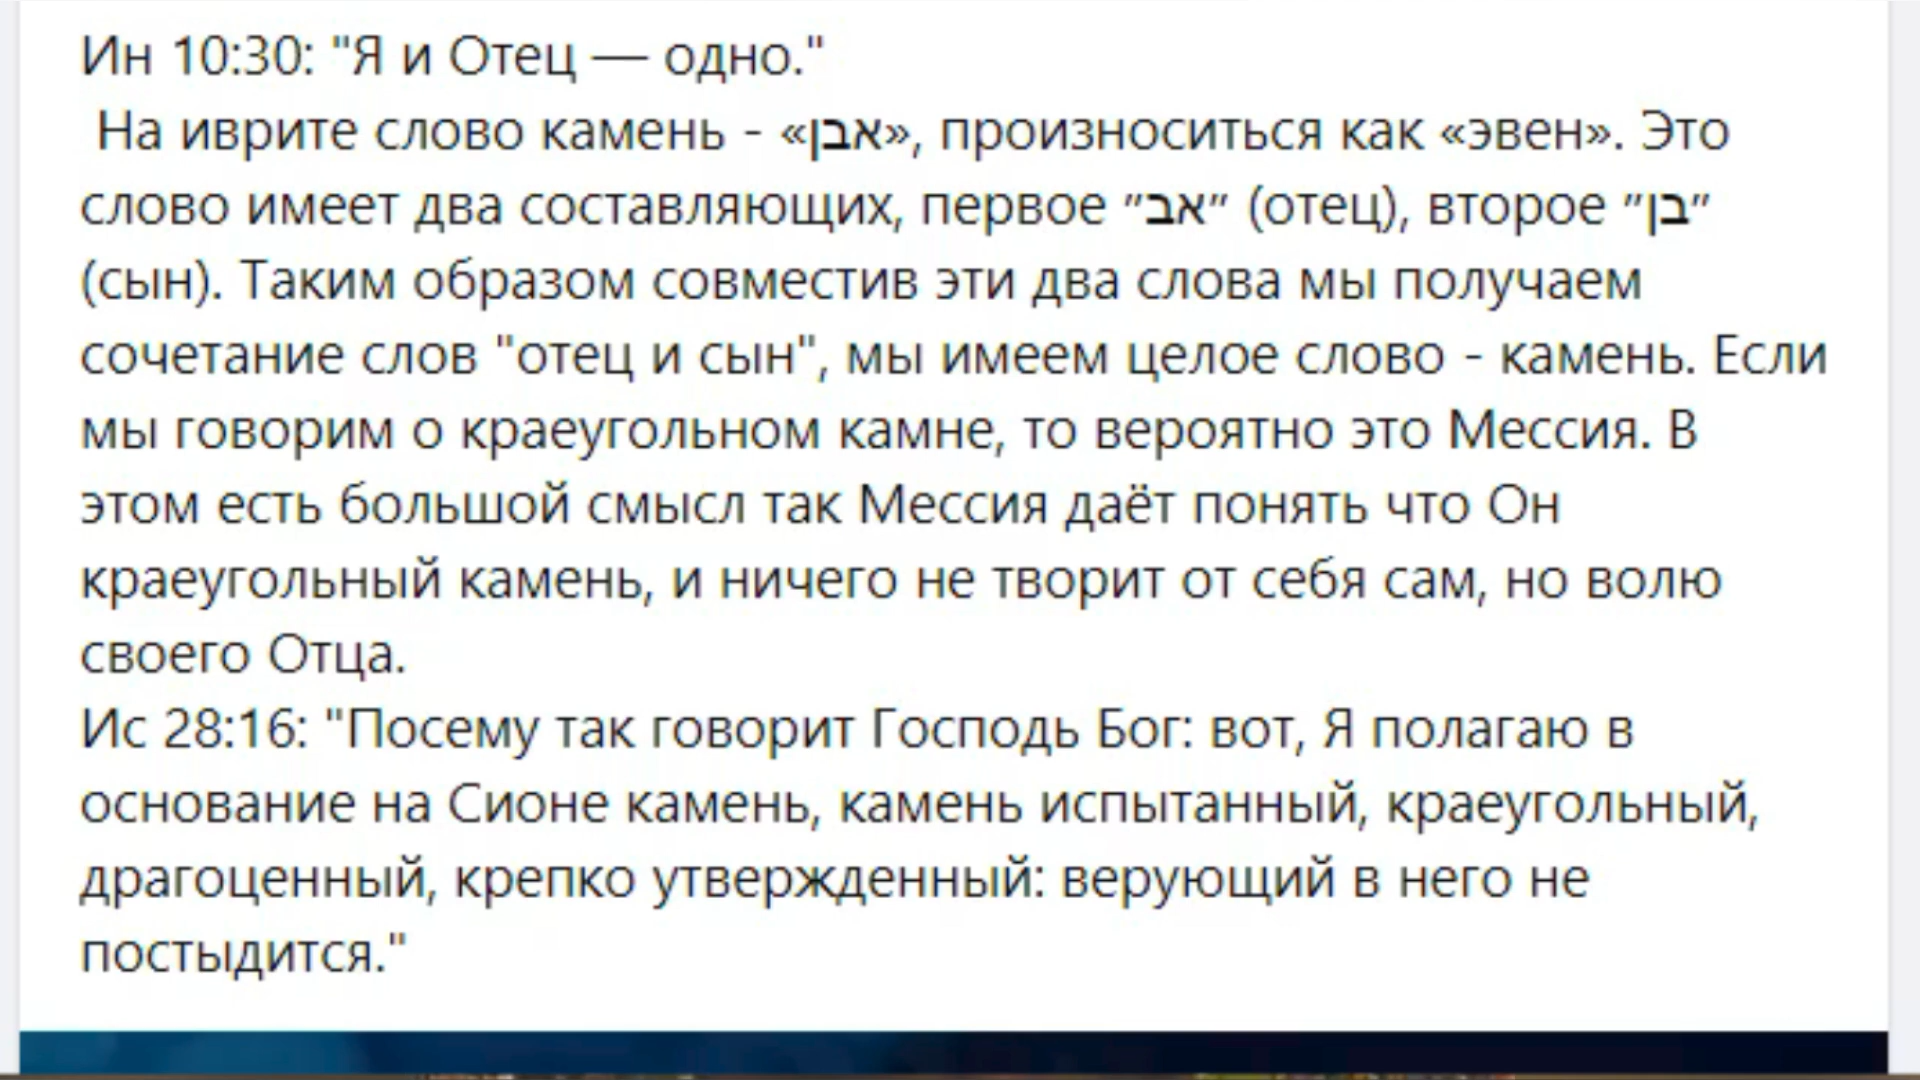 Ин 10:30: "Я и Отец — одно."
На иврите слово камень - «אבן», произноситься как «эвен». Это
слово имеет два составляющих, первое ״אב״ (отец), второе ״בן״
(сын). Таким образом совместив эти два слова мы получаем
сочетание слов "отец и сын", мы имеем целое слово - камень. Если
мы говорим о краеугольном камне, то вероятно это Мессия. В
этом есть большой смысл так Мессия даёт понять что Он
краеугольный камень, и ничего не творит от себя сам, но волю
своего Отца.
Ис 28:16: "Посему так говорит Господь Бог: вот, Я полагаю в
основание на Сионе камень, камень испытанный, краеугольный,
драгоценный, крепко утвержденный: верующий в него не
постыдится."